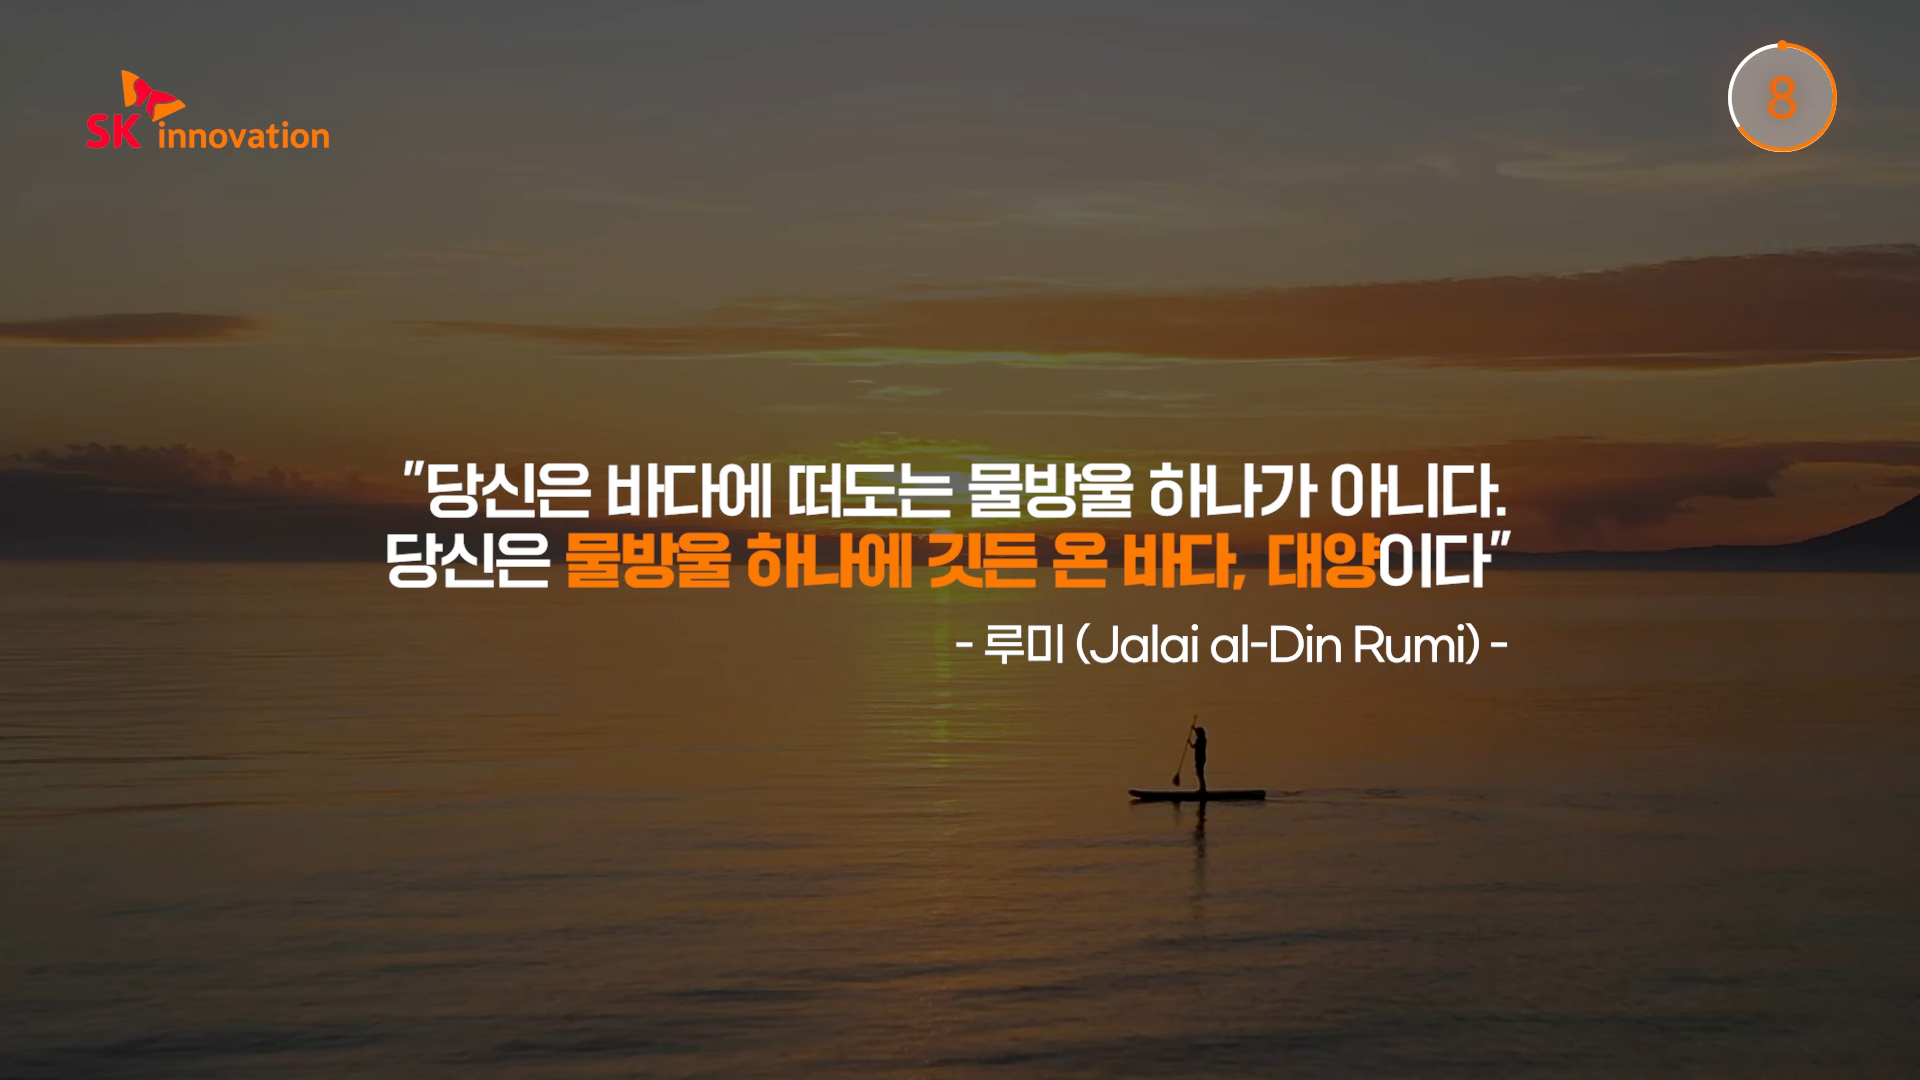 SK innovation
8
"당신은 바다에 떠도는 물방울 하나가 아니다.
당신은 물방울 하나에 깃든 온 바다, 대양이다"
- 루미 (Jalai al-Din Rumi) -